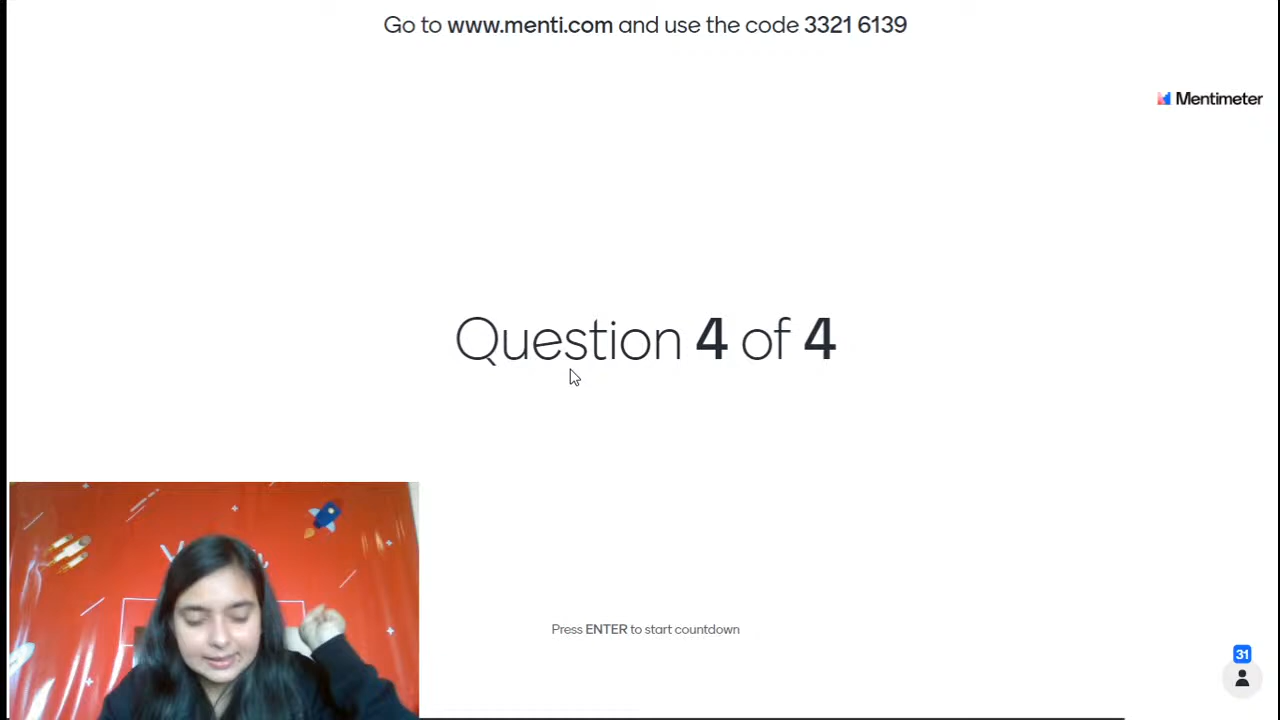 Go to www.menti.com and use the code 3321 6139
Mentimeter
Question 4 of 4
Press ENTER to start countdown
31